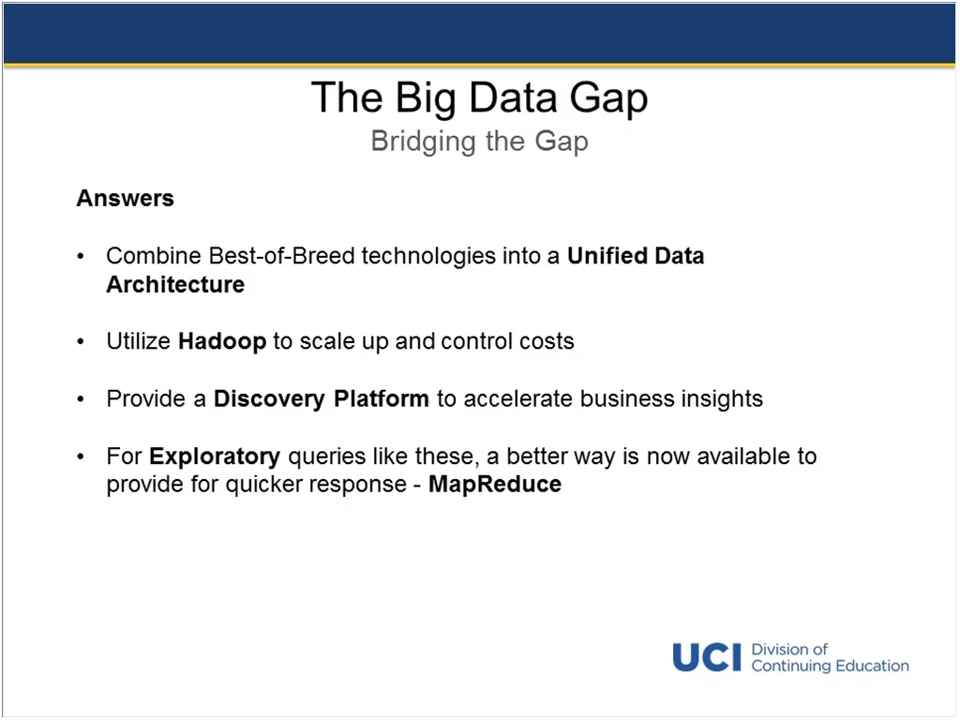 The Big Data Gap
Bridging the Gap
Answers
• Combine Best-of-Breed technologies into a Unified Data
Architecture
• Utilize Hadoop to scale up and control costs
• Provide a Discovery Platform to accelerate business insights
• For Exploratory queries like these, a better way is now available to
provide for quicker response - MapReduce
UCI Division of
Continuing Education